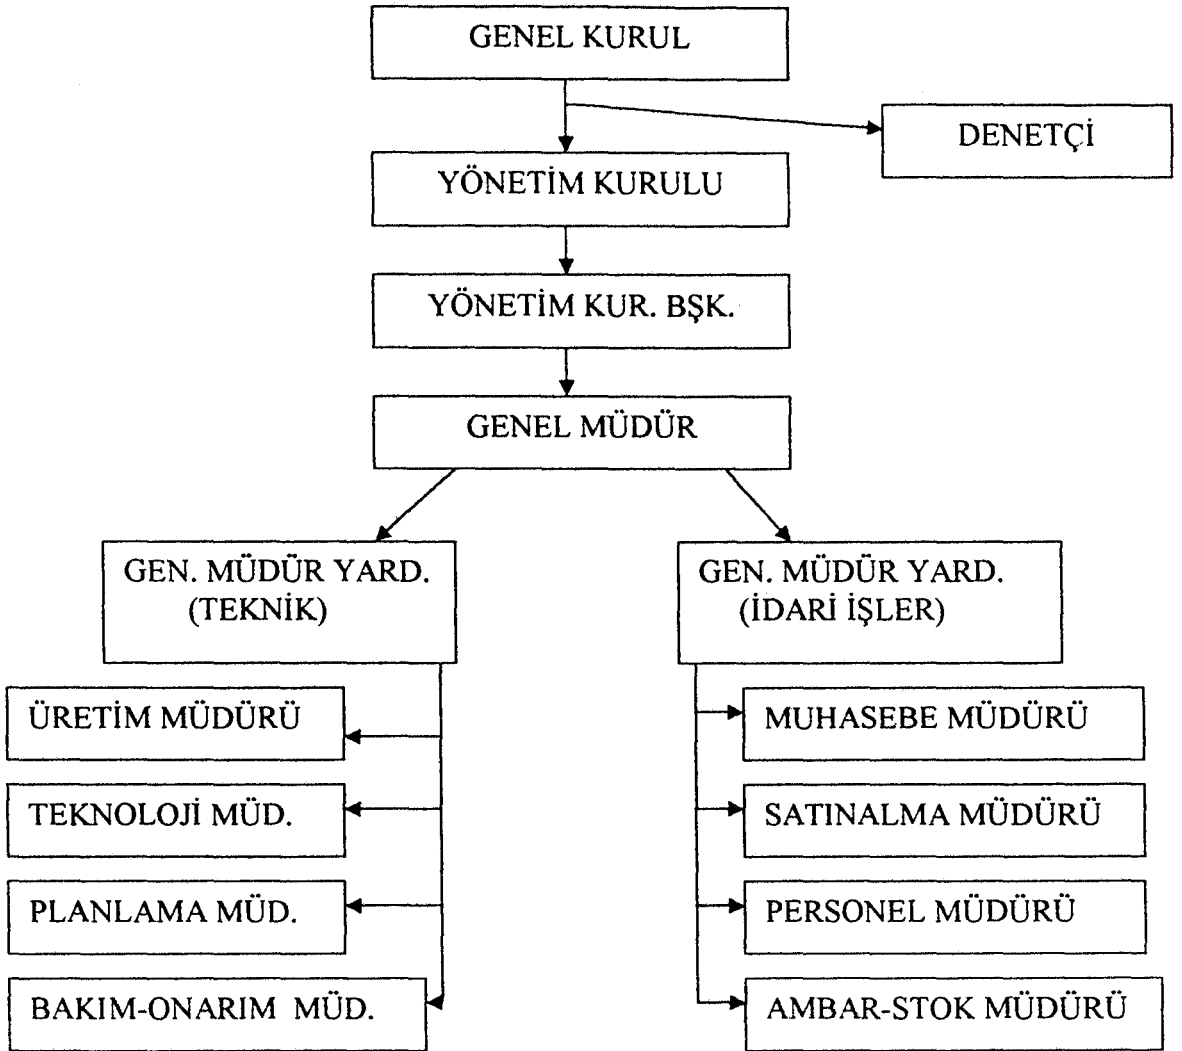 GENEL KURUL
DENETÇİ
YÖNETİM KURULU
YÖNETİM KUR. BŞK.
GENEL MÜDÜR
GEN. MÜDÜR YARD.
(TEKNİK)
GEN. MÜDÜR YARD.
(İDARİ İŞLER)
ÜRETİM MÜDÜRÜ
TEKNOLOJİ MÜD.
PLANLAMA MÜD.
BAKIM-ONARIM MÜD.
MUHASEBE MÜDÜRÜ
SATINALMA MÜDÜRÜ
PERSONEL MÜDÜRÜ
AMBAR-STOK MÜDÜRÜ